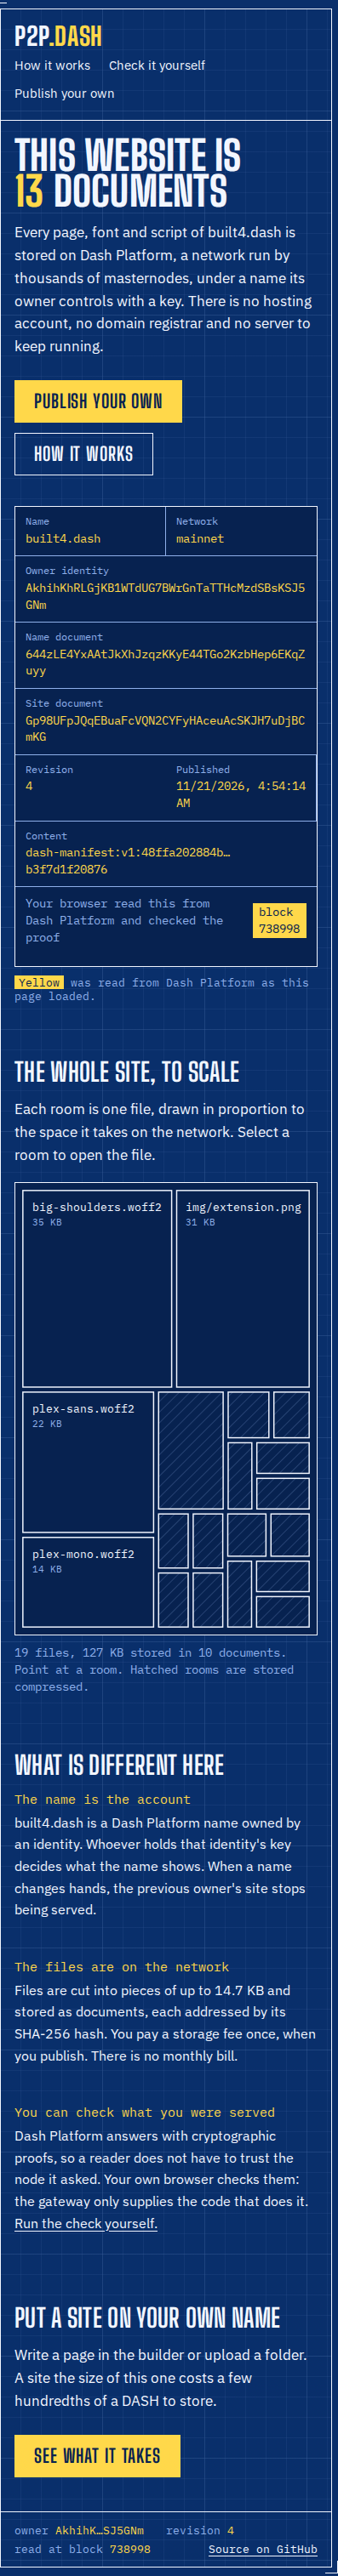 P2P.DASH
How it works Check it yourself
Publish your own
THIS WEBSITE IS
13 DOCUMENTS
Every page, font and script of built4.dash is
stored on Dash Platform, a network run by
thousands of masternodes, under a name its
owner controls with a key. There is no hosting
account, no domain registrar and no server to
keep running.
PUBLISH YOUR OWN
HOW IT WORKS
Name Network
built4.dash mainnet
Owner identity
AkhihKhRLGjKB1WTdUG7BWrGnTaTTHcMzdSBsKSJ5
GNm
Name document
644zLE4YxAAtJkXhJzqzKKyE44TGo2KzbHep6EKqZ
uyy
Site document
Gp98UFpJQqEBuaFcVQN2CYFyHAceuAcSKJH7uDjBC
mKG
Revision Published
4 11/21/2026, 4:54:14
AM
Content
dash-manifest:v1:48ffa202884b…
b3f7d1f20876
Your browser read this from
Dash Platform and checked the
proof
block
738998
Yellow was read from Dash Platform as this
page loaded.
THE WHOLE SITE, TO SCALE
Each room is one file, drawn in proportion to
the space it takes on the network. Select a
room to open the file.
big-shoulders.woff2 img/extension.png
35 KB 31 KB
plex-sans.woff2
22 KB
plex-mono.woff2
14 KB
19 files, 127 KB stored in 10 documents.
Point at a room. Hatched rooms are stored
compressed.
WHAT IS DIFFERENT HERE
The name is the account
built4.dash is a Dash Platform name owned by
an identity. Whoever holds that identity's key
decides what the name shows. When a name
changes hands, the previous owner's site stops
being served.
The files are on the network
Files are cut into pieces of up to 14.7 KB and
stored as documents, each addressed by its
SHA-256 hash. You pay a storage fee once, when
you publish. There is no monthly bill.
You can check what you were served
Dash Platform answers with cryptographic
proofs, so a reader does not have to trust the
node it asked. Your own browser checks them:
the gateway only supplies the code that does it.
Run the check yourself.
PUT A SITE ON YOUR OWN NAME
Write a page in the builder or upload a folder.
A site the size of this one costs a few
hundredths of a DASH to store.
SEE WHAT IT TAKES
owner AkhihK…SJ5GNm revision 4
read at block 738998 Source on GitHub